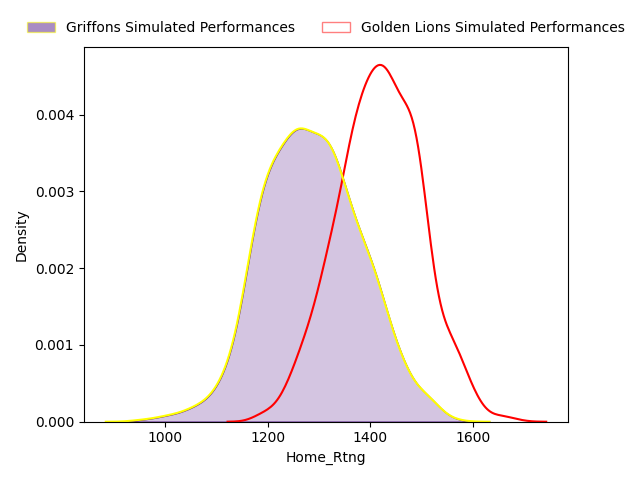 Griffons Simulated Performances Golden Lions Simulated Performances
0.004
0.003
0.002
0.001
0.000
Density
1000 1200 1400 1600
Home_Rtng